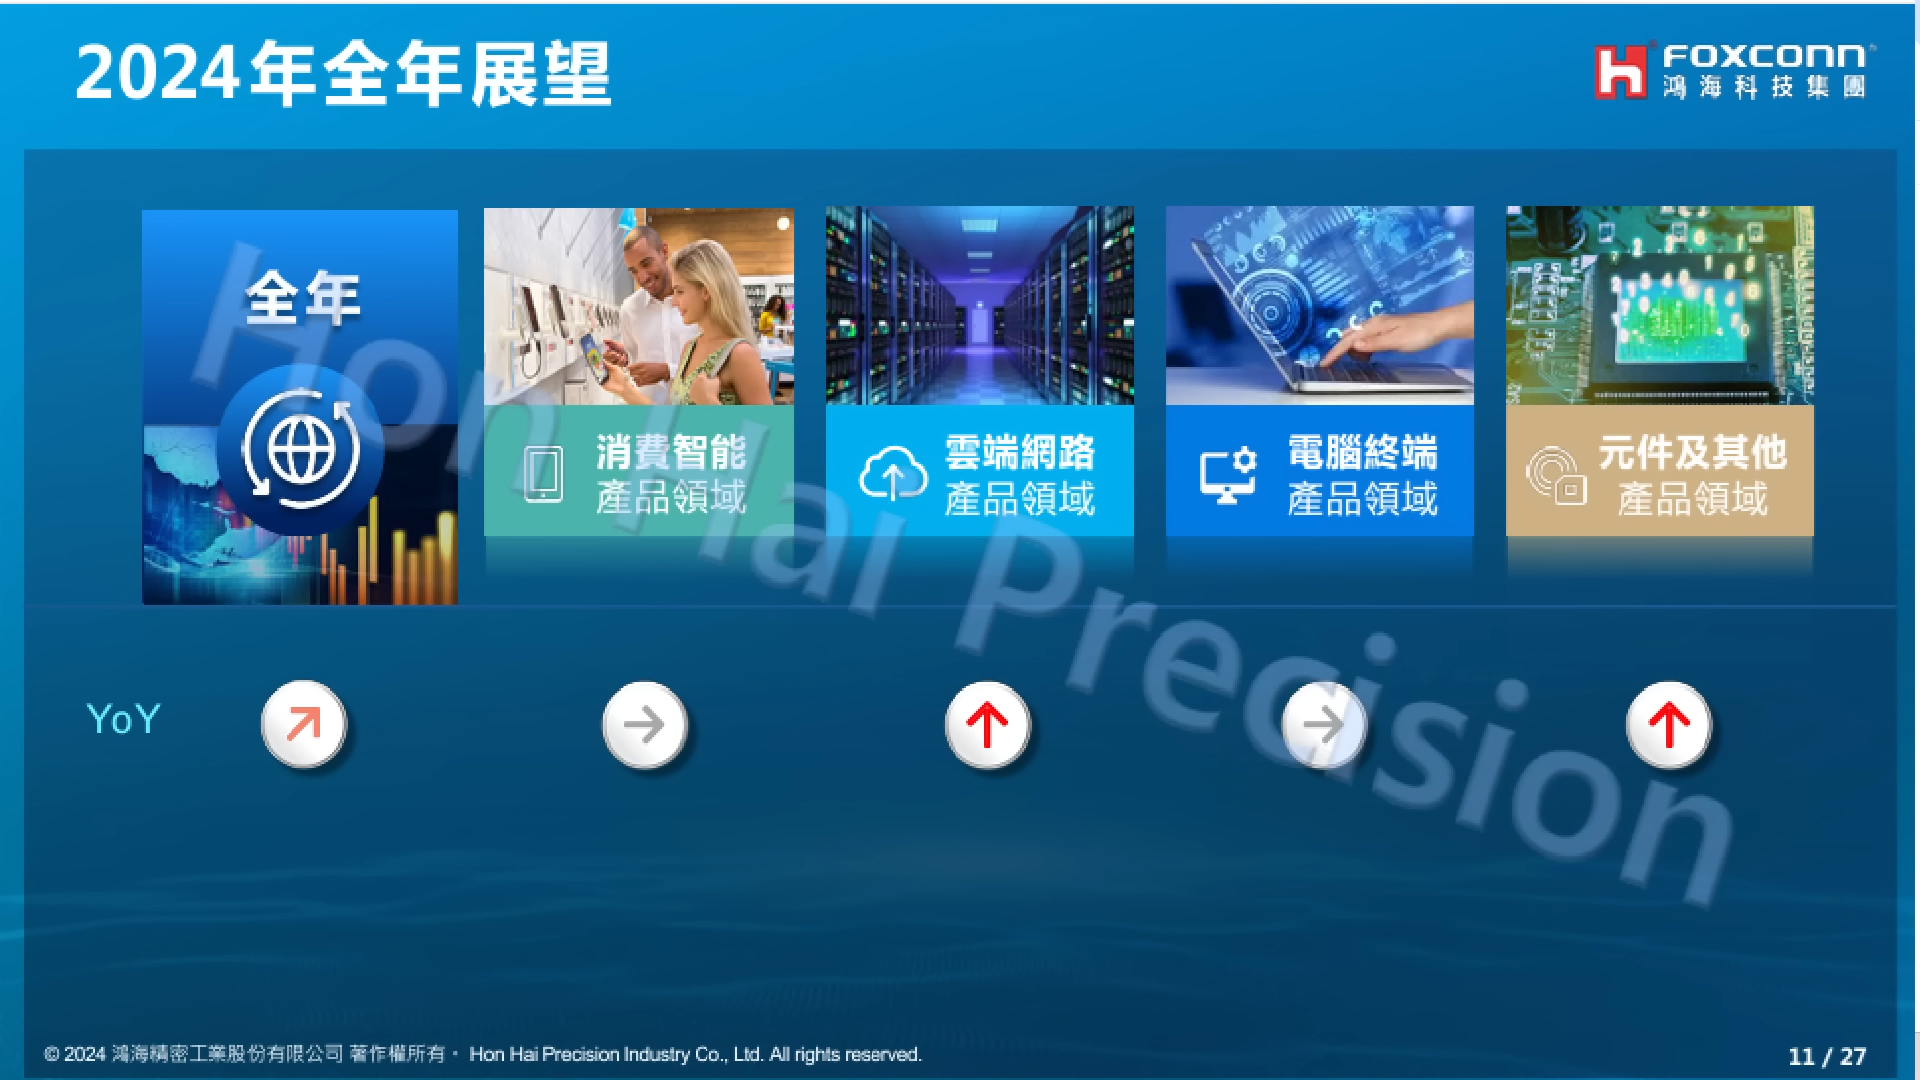 2024年全年展望
FOXCONN
鴻海科技集團
全年
消費智能
產品領域
雲端網路
產品領域
電腦終端
產品領域
元件及其他
產品領域
YoY
Hon Hai Precision
© 2024 鴻海精密工業股份有限公司 著作權所有。 Hon Hai Precision Industry Co., Ltd. All rights reserved.
11 / 27